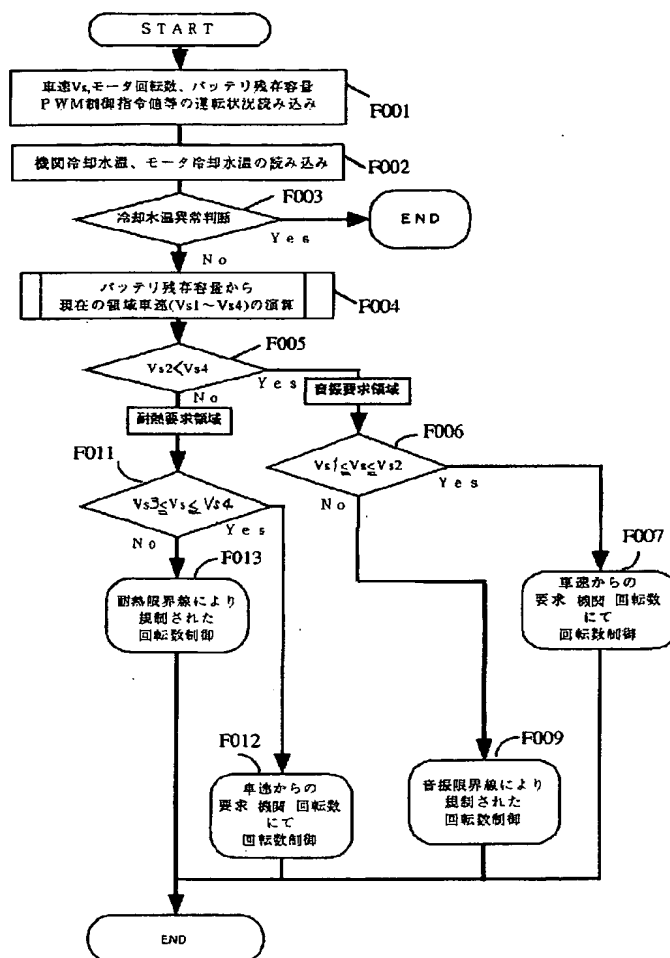 START
車速Vs,モータ回転数、バッテリ残存容量
PWM制御指令値等の運転状況読み込み
F001
機関冷却水温、モータ冷却水温の読み込み
F002
F003
冷却水温異常判断
Yes
END
No
バッテリ残存容量から
現在の領域車速(Vs1~Vs4)の演算
F004
F005
Vs2<Vs4
Yes
No
音振要求領域
耐熱要求領域
F006
Vs1≦Vs≦Vs2
Yes
No
F011
Vs3≦Vs≦Vs4
Yes
No
F007
車速からの
要求 機関 回転数
にて
回転数制御
F013
耐熱限界線により
規制された
回転数制御
F012
車速からの
要求 機関 回転数
にて
回転数制御
F009
音振限界線により
規制された
回転数制御
END